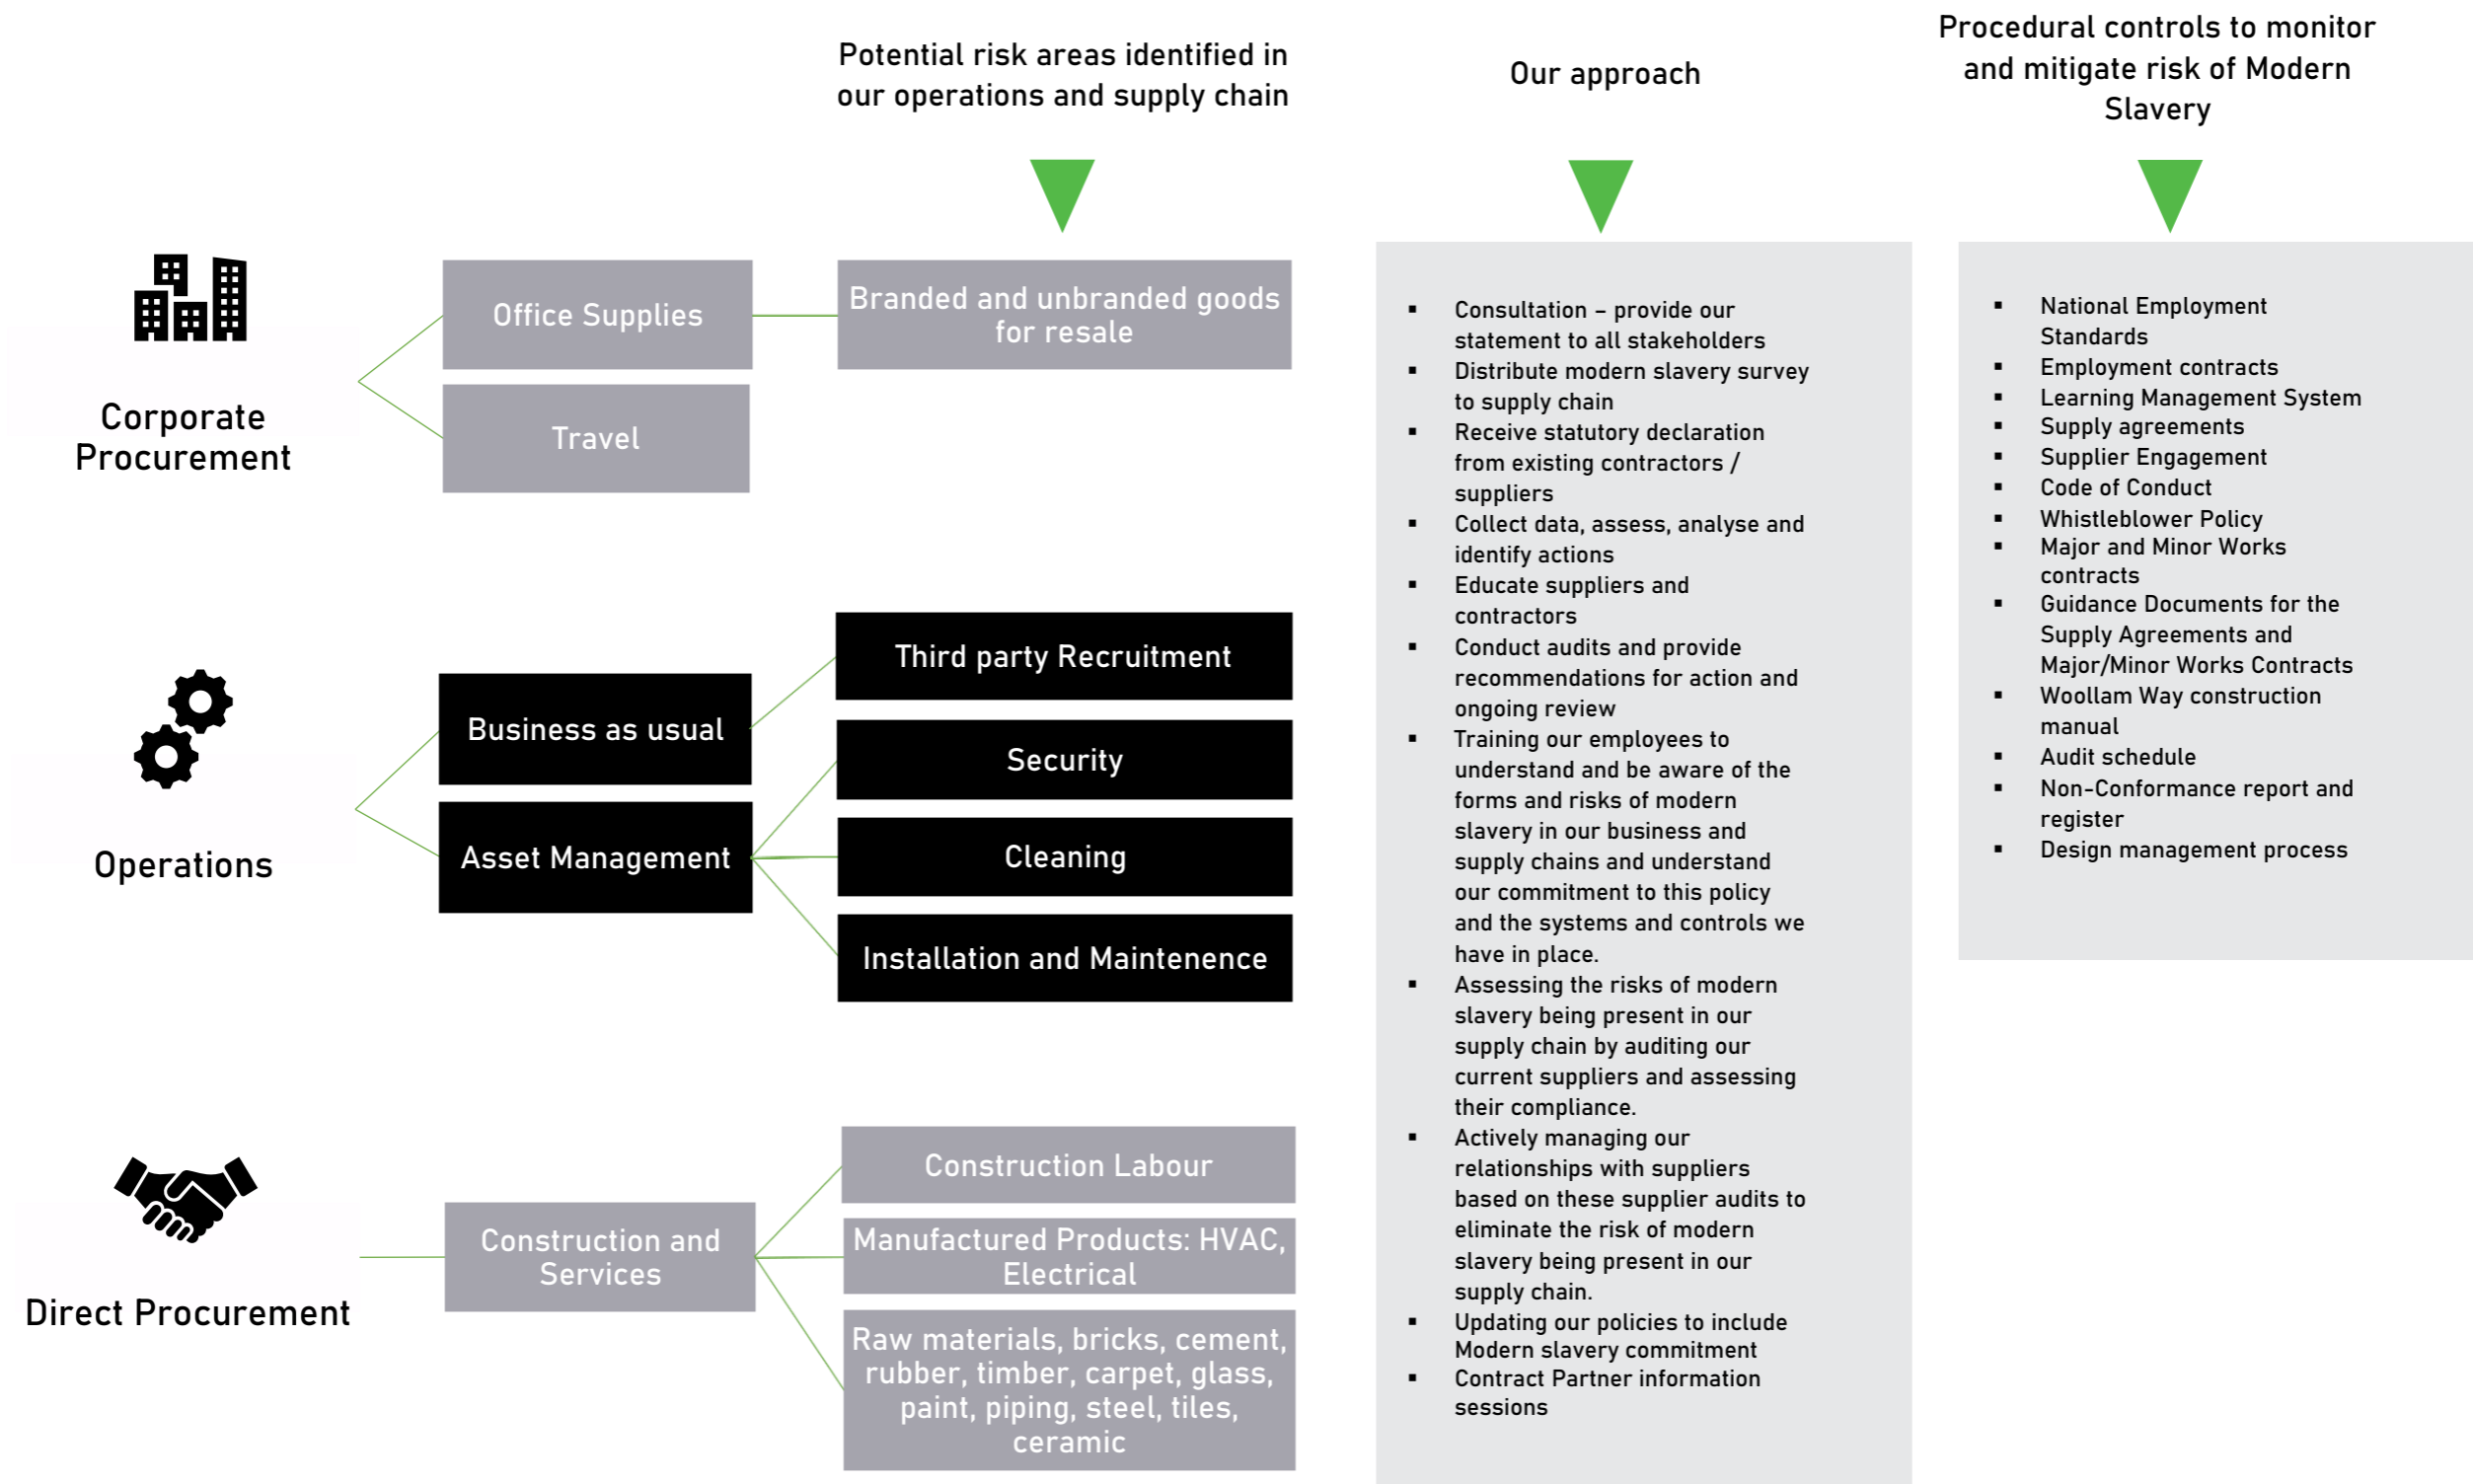 Potential risk areas identified in
our operations and supply chain
Our approach
Procedural controls to monitor
and mitigate risk of Modern
Slavery
Corporate
Procurement
Office Supplies
Travel
Branded and unbranded goods
for resale
Operations
Business as usual
Asset Management
Third party Recruitment
Security
Cleaning
Installation and Maintenence
Direct Procurement
Construction and
Services
Construction Labour
Manufactured Products: HVAC,
Electrical
Raw materials, bricks, cement,
rubber, timber, carpet, glass,
paint, piping, steel, tiles,
ceramic
▪ Consultation – provide our
statement to all stakeholders
▪ Distribute modern slavery survey
to supply chain
▪ Receive statutory declaration
from existing contractors /
suppliers
▪ Collect data, assess, analyse and
identify actions
▪ Educate suppliers and
contractors
▪ Conduct audits and provide
recommendations for action and
ongoing review
▪ Training our employees to
understand and be aware of the
forms and risks of modern
slavery in our business and
supply chains and understand
our commitment to this policy
and the systems and controls we
have in place.
▪ Assessing the risks of modern
slavery being present in our
supply chain by auditing our
current suppliers and assessing
their compliance.
▪ Actively managing our
relationships with suppliers
based on these supplier audits to
eliminate the risk of modern
slavery being present in our
supply chain.
▪ Updating our policies to include
Modern slavery commitment
▪ Contract Partner information
sessions
▪ National Employment
Standards
▪ Employment contracts
▪ Learning Management System
▪ Supply agreements
▪ Supplier Engagement
▪ Code of Conduct
▪ Whistleblower Policy
▪ Major and Minor Works
contracts
▪ Guidance Documents for the
Supply Agreements and
Major/Minor Works Contracts
▪ Woollam Way construction
manual
▪ Audit schedule
▪ Non-Conformance report and
register
▪ Design management process